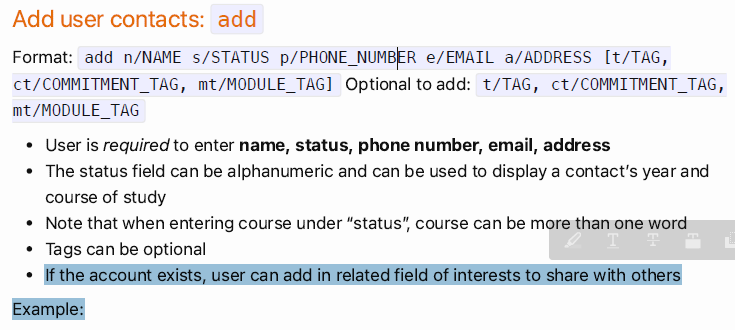 Add user contacts: add
Format: add n/NAME s/STATUS p/PHONE_NUMBER e/EMAIL a/ADDRESS [t/TAG,
ct/COMMITMENT_TAG, mt/MODULE_TAG] Optional to add: t/TAG, ct/COMMITMENT_TAG,
mt/MODULE_TAG
• User is required to enter name, status, phone number, email, address
• The status field can be alphanumeric and can be used to display a contact’s year and
course of study
• Note that when entering course under “status”, course can be more than one word
• Tags can be optional
• If the account exists, user can add in related field of interests to share with others
Example: